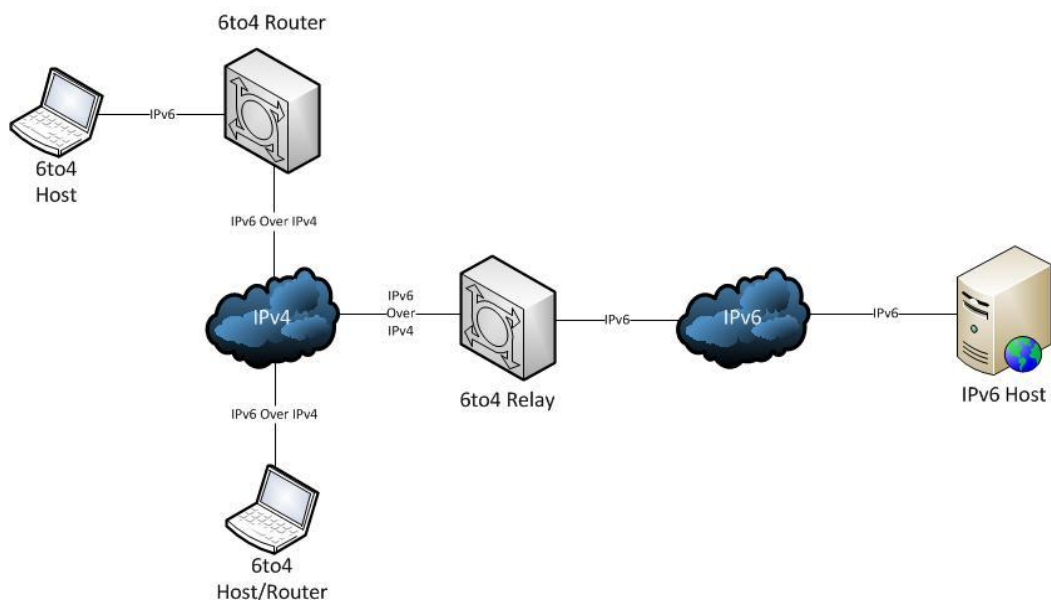 6to4 Router
IPv6
6to4
Host
IPv6 Over IPv4
IPv4
IPv6
Over
IPv4
6to4 Relay
IPv6
IPv6
IPv6
IPv6 Host
IPv6 Over IPv4
6to4
Host/Router